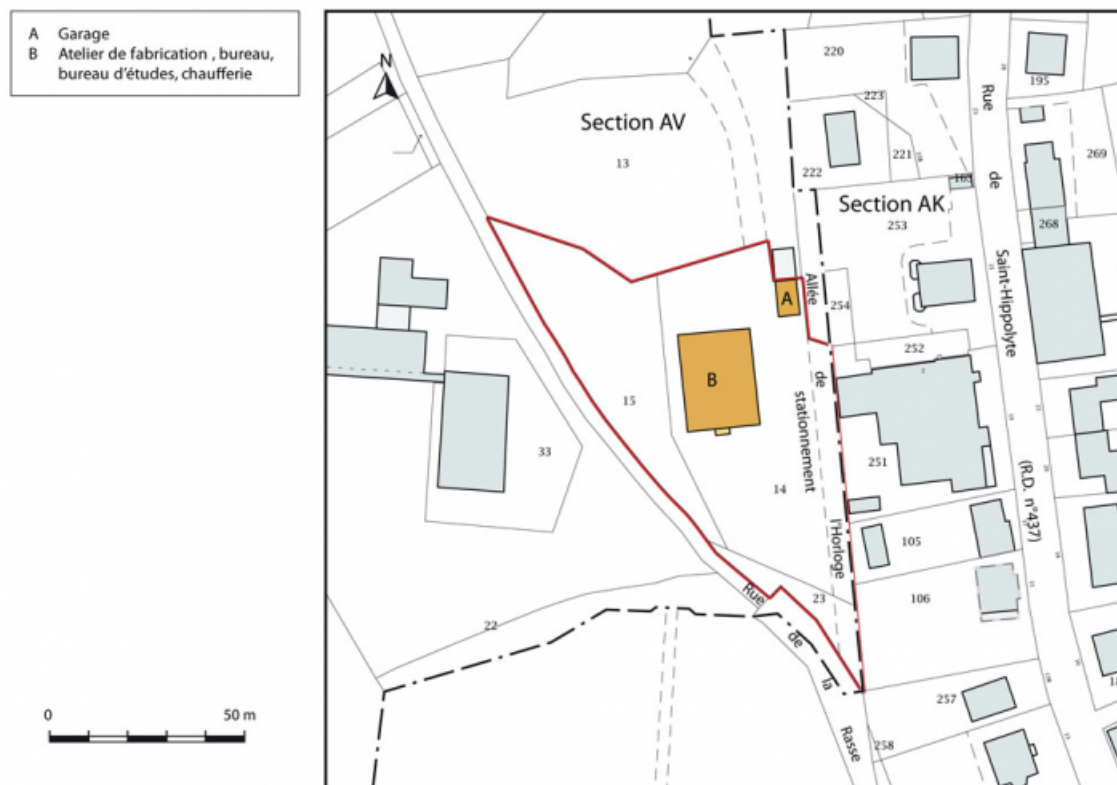 A Garage
B Atelier de fabrication , bureau,
bureau d'études, chaufferie
N
Section AV
13
220
223
221
222
195
269
165
Section AK
253
268
254
252
A
B
15
14
33
251
105
106
23
22
257
258
Rue de Saint-Hippolyte (R.D. n°437)
Allée de l'Horloge
stationnement
Rue de la Rasse
0 50 m